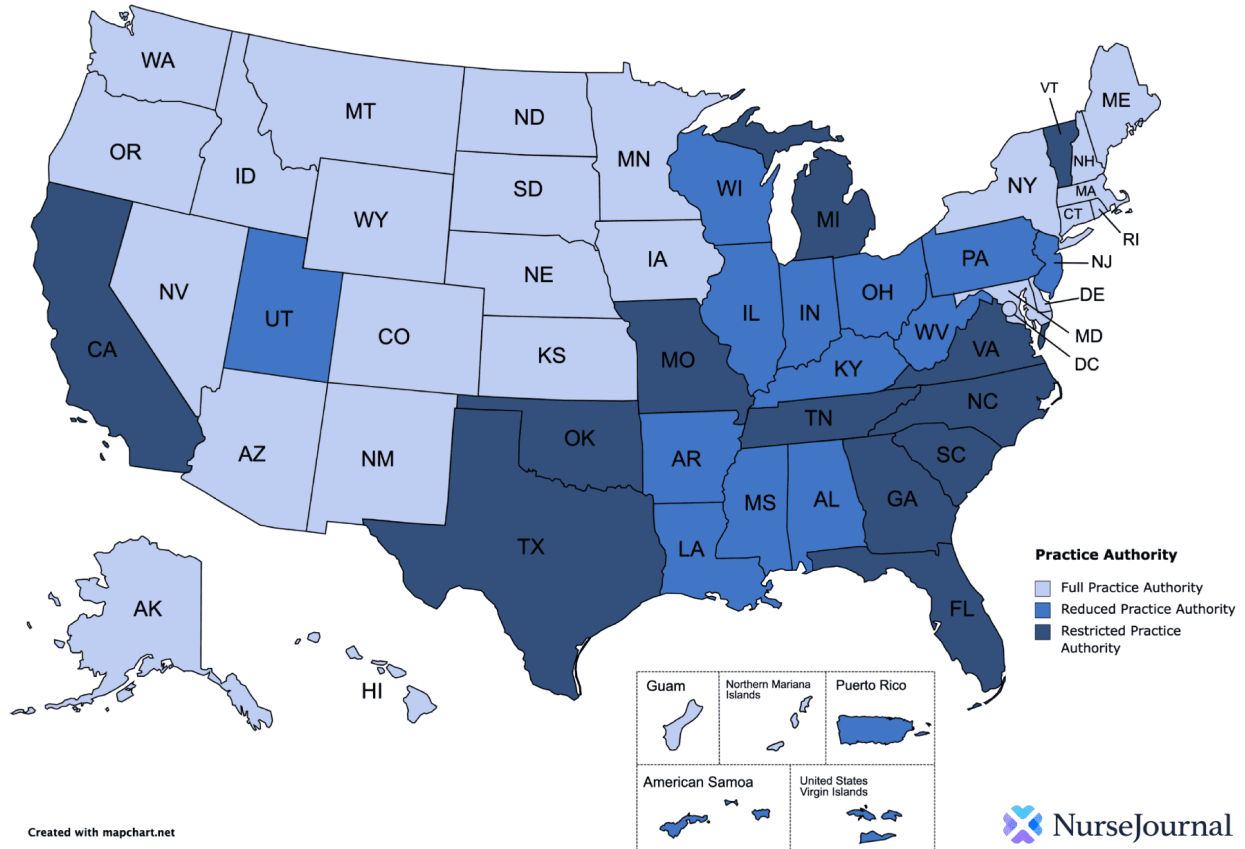 WA
MT
ND
MN
VT
ME
OR
ID
SD
WI
NH
WY
NY
MA
MI
CT
RI
IA
PA
NJ
NE
NV
OH
DE
UT
IL
IN
CO
WV
MD
KS
CA
MO
KY
VA
DC
NC
TN
OK
AZ
NM
AR
SC
MS
AL
GA
TX
LA
FL
AK
HI
Practice Authority
Full Practice Authority
Reduced Practice Authority
Restricted Practice
Authority
Guam
Northern Mariana
Islands
Puerto Rico
American Samoa
United States
Virgin Islands
Created with mapchart.net
NurseJournal